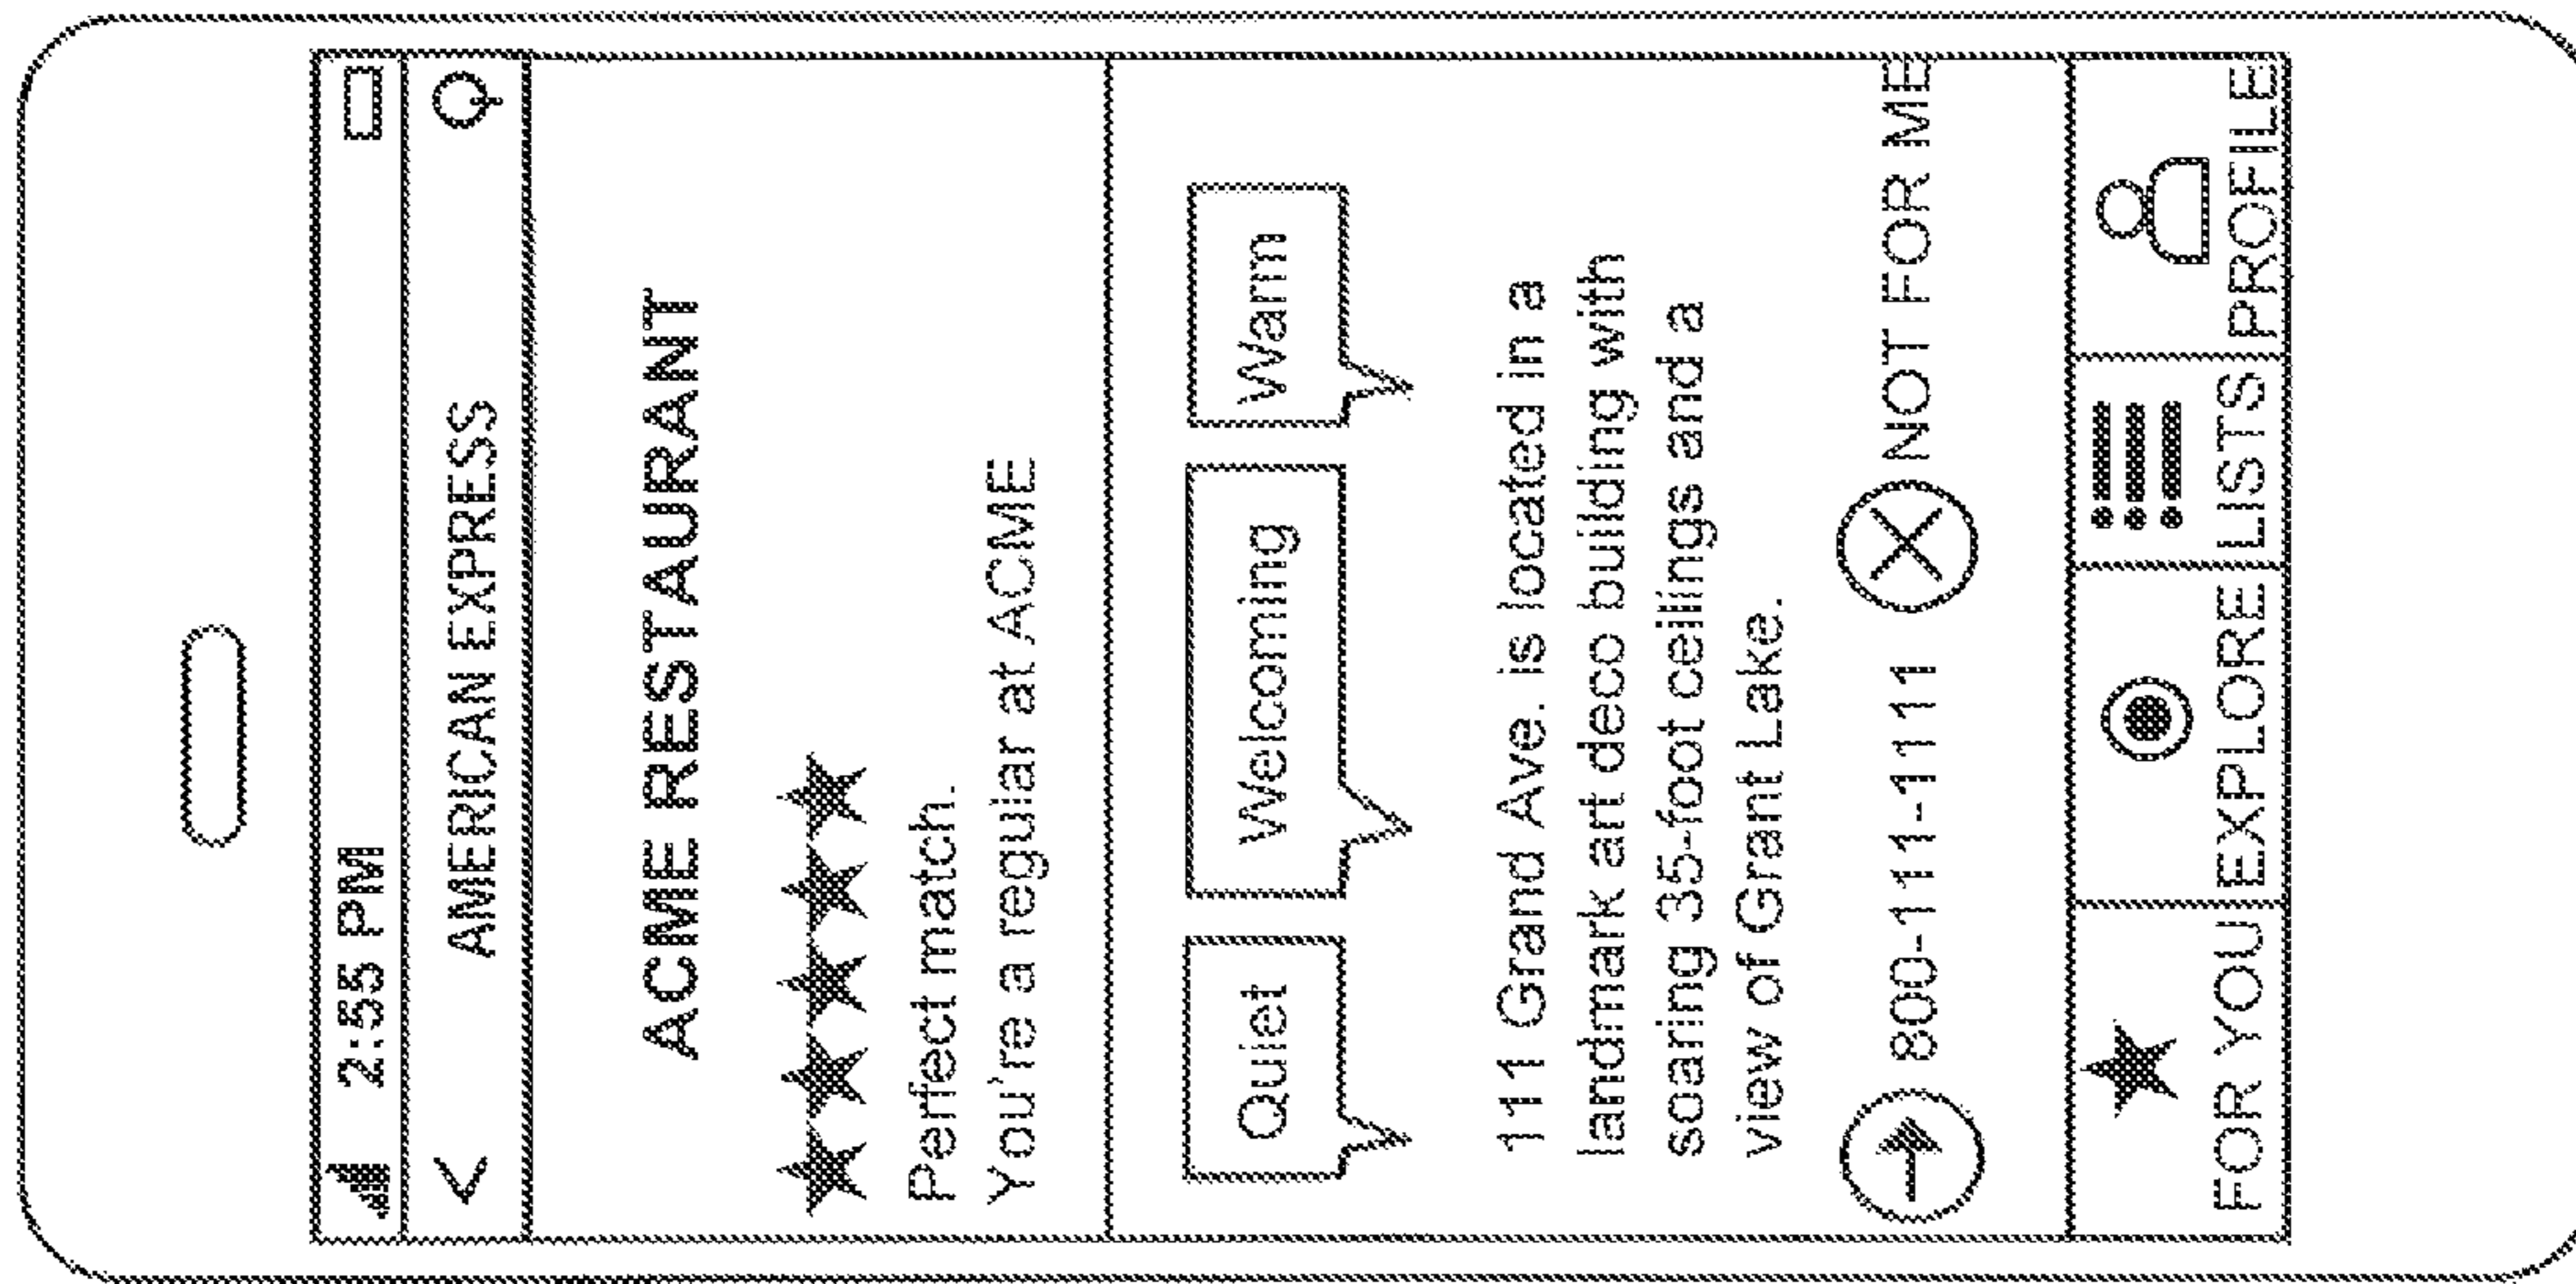 2:55 PM
AMERICAN EXPRESS
ACME RESTAURANT
Perfect match.
You're a regular at ACME
Quiet Welcoming Warm
111 Grand Ave. is located in a
landmark art deco building with
soaring 35-foot ceilings and a
view of Grant Lake.
800-111-1111 NOT FOR ME
FOR YOU EXPLORE LISTS PROFILE